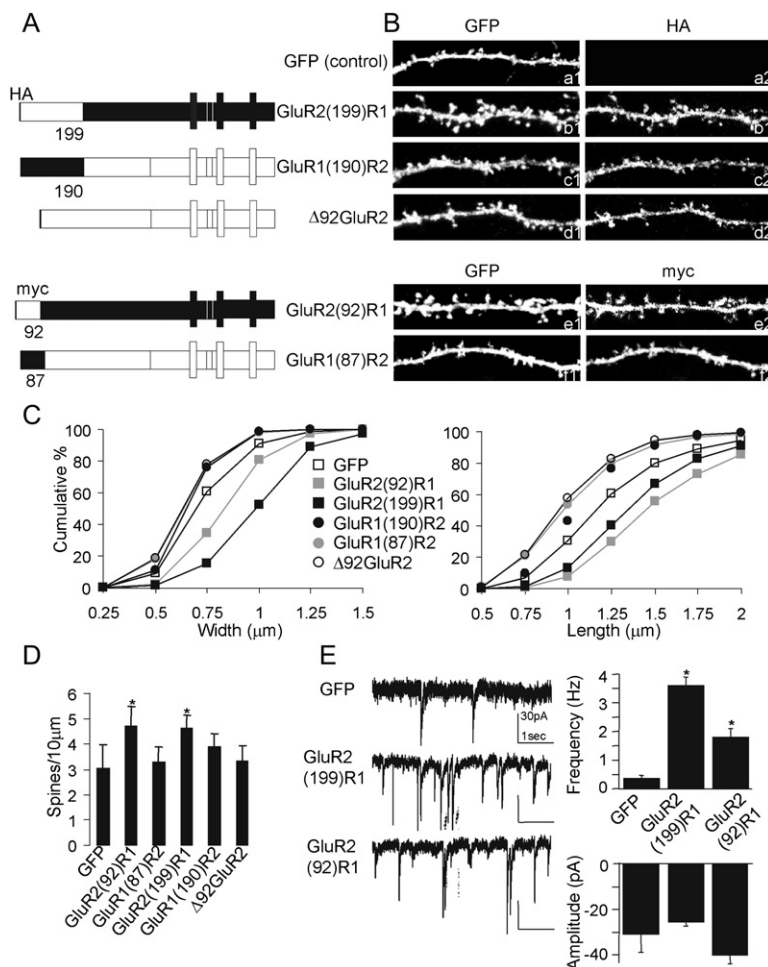 A
HA
199
190
92
87
myc
GFP (control)
GluR2(199)R1
GluR1(190)R2
Δ92GluR2
GluR2(92)R1
GluR1(87)R2
B
GFP HA
a1 a2
b1
c1 c2
d1 d2
GFP myc
e1 e2
f1
C
Cumulative %
100
80
60
40
20
0
0.25 0.5 0.75 1 1.25 1.5
Width (μm)
GFP
GluR2(92)R1
GluR2(199)R1
GluR1(190)R2
GluR1(87)R2
Δ92GluR2
100
80
60
40
20
0
0.5 0.75 1 1.25 1.5 1.75 2
Length (μm)
D
Spines/10μm
6
5
4
3
2
1
0
* *
GFP
GluR2(92)R1
GluR1(87)R2
GluR2(199)R1
GluR1(190)R2
Δ92GluR2
E
GFP
30pA
1sec
GluR2
(199)R1
GluR2
(92)R1
Frequency (Hz)
* *
GFP
GluR2
(199)R1
GluR2
(92)R1
Amplitude (pA)
0
-20
-40